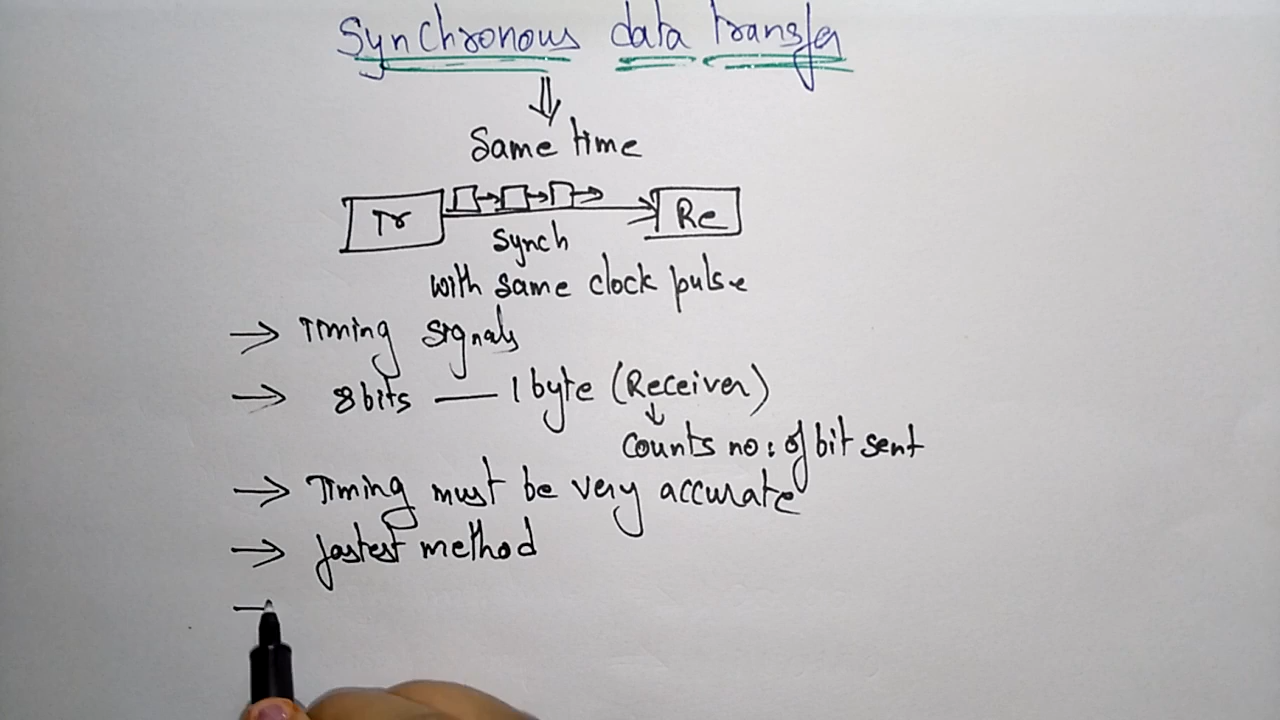 Synchronous data transfer
Same time
Tr
Re
Synch
with same clock pulse
→ Timing signals
→ 8 bits — 1 byte (Receiver)
counts no: of bit sent
→ Timing must be very accurate
→ fastest method